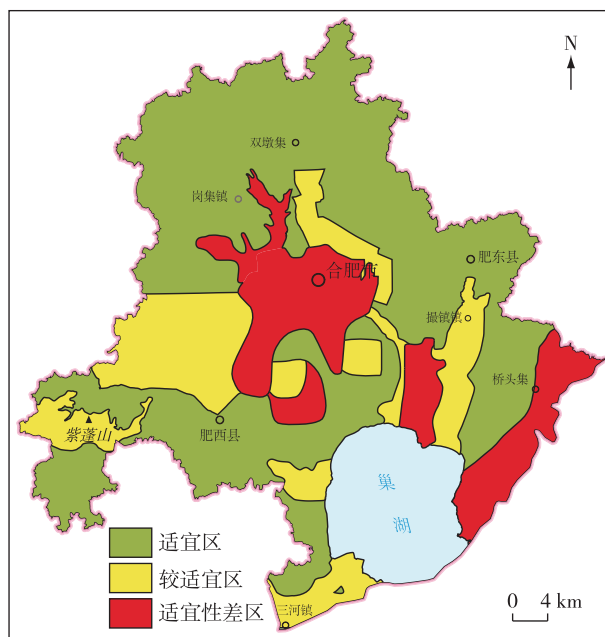 N
双墩集
岗集镇
肥东县
合肥市
撮镇镇
桥头集
紫蓬山
肥西县
巢
湖
适宜区
较适宜区
适宜性差区
三河镇
0 4 km